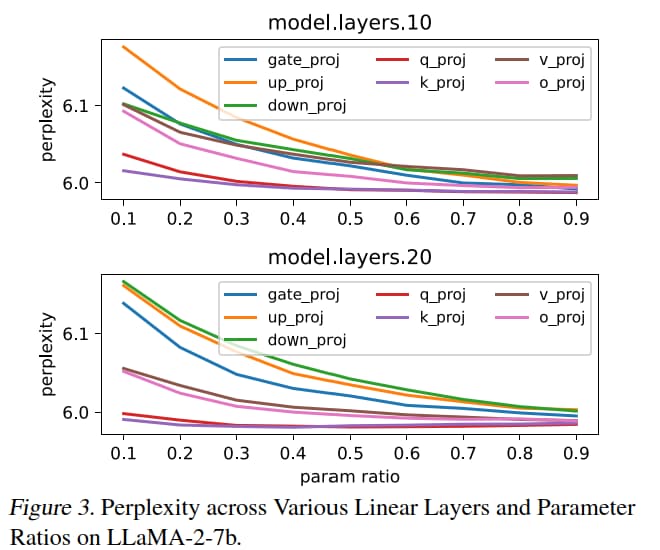 model.layers.10
perplexity
6.1
6.0
gate_proj q_proj v_proj
up_proj k_proj o_proj
down_proj
0.1 0.2 0.3 0.4 0.5 0.6 0.7 0.8 0.9
model.layers.20
perplexity
6.1
6.0
gate_proj q_proj v_proj
up_proj k_proj o_proj
down_proj
0.1 0.2 0.3 0.4 0.5 0.6 0.7 0.8 0.9
param ratio
Figure 3. Perplexity across Various Linear Layers and Parameter
Ratios on LLaMA-2-7b.